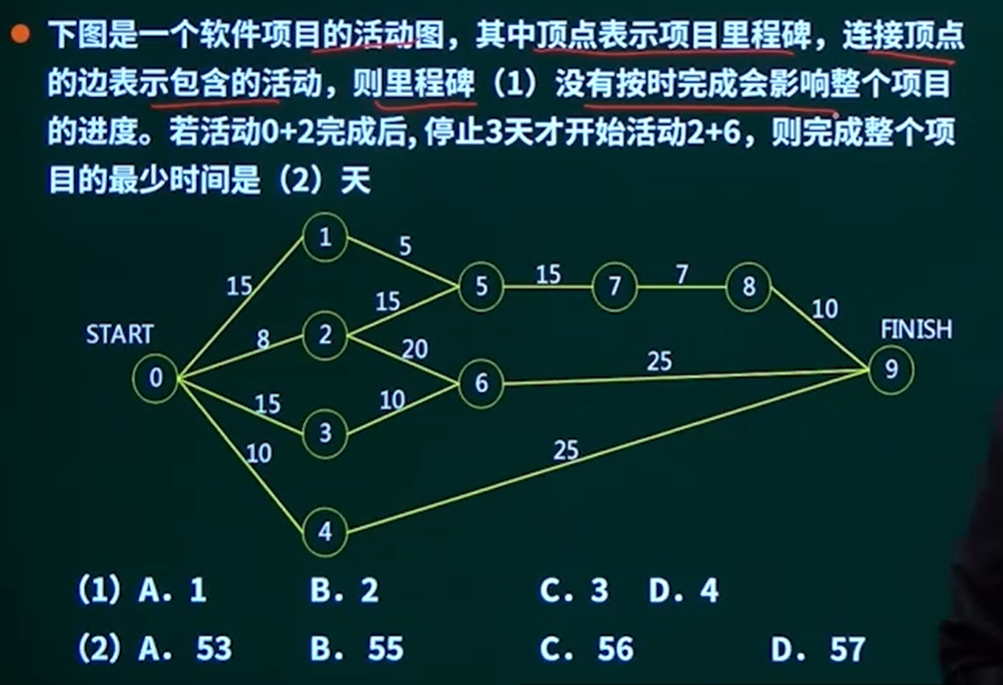 下图是一个软件项目的活动图，其中顶点表示项目里程碑，连接顶点
的边表示包含的活动，则里程碑（1）没有按时完成会影响整个项目
的进度。若活动0+2完成后, 停止3天才开始活动2+6，则完成整个项
目的最少时间是（2）天
1
5
5
15
7
7
8
15
15
10
START
8
2
20
FINISH
0
6
25
9
15
10
3
10
25
4
（1）A. 1 B. 2 C. 3 D. 4
（2）A. 53 B. 55 C. 56 D. 57